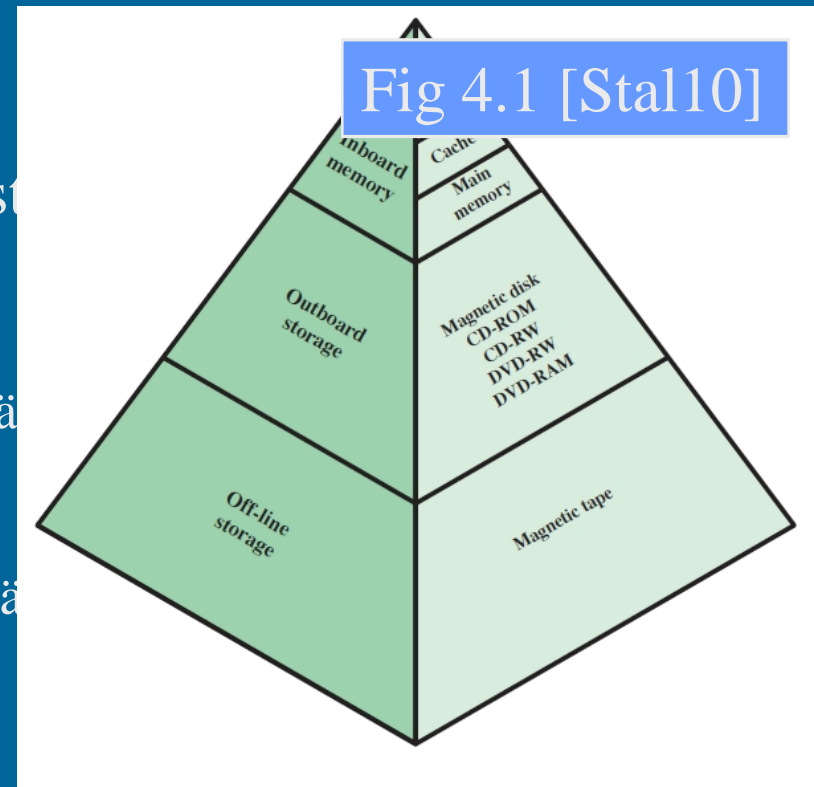 Fig 4.1 [Stal10]
Inboard
memory
Cache
Main
memory
Outboard
storage
Magnetic disk
CD-ROM
CD-RW
DVD-RW
DVD-RAM
Off-line
storage
Magnetic tape